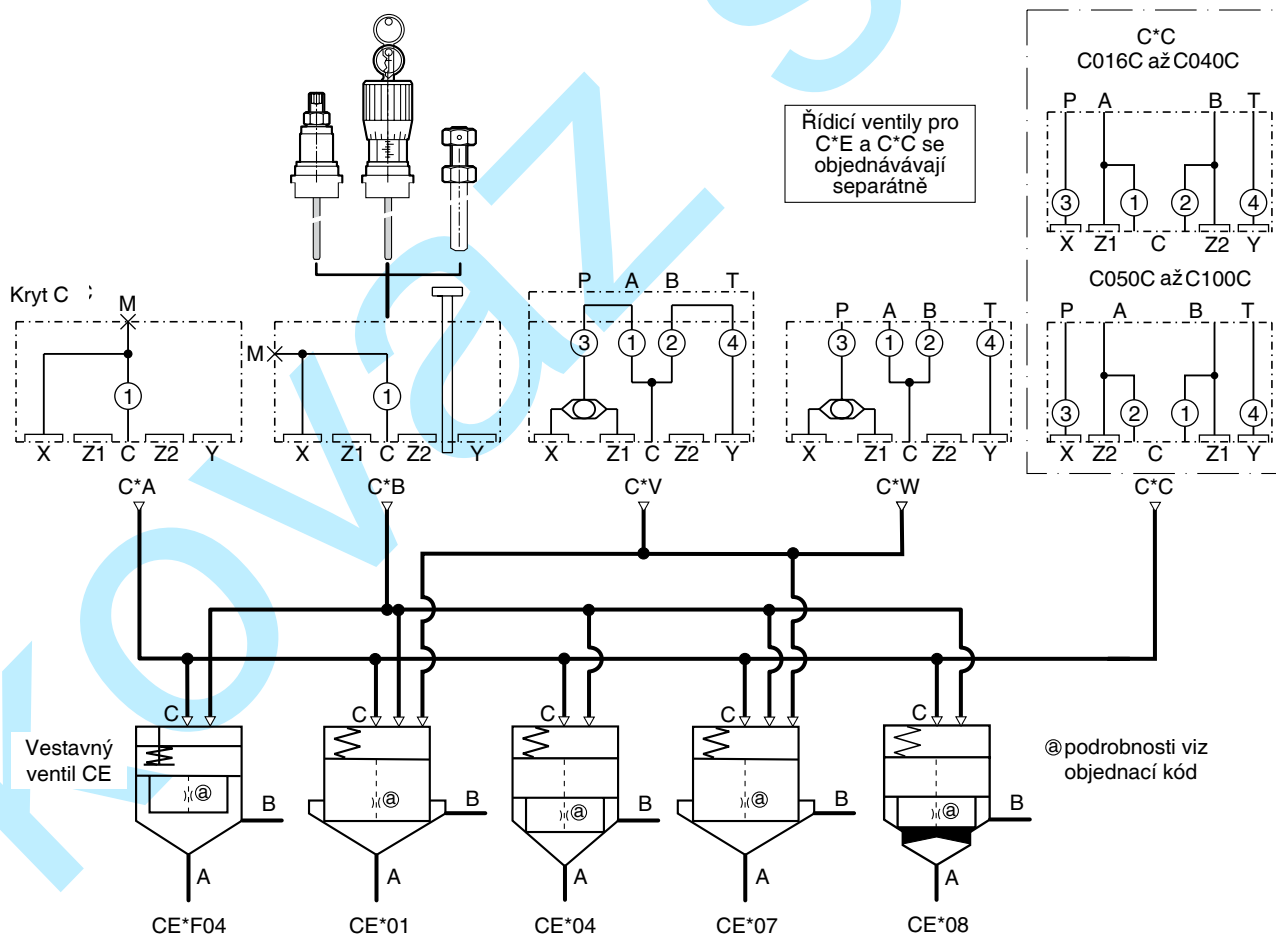 C*C
C016C až C040C
P A B T
3 1 2 4
X Z1 C Z2 Y
Řídicí ventily pro
C*E a C*C se
objednávávají
separátně
C050C až C100C
P A B T
3 2 1 4
X Z2 C Z1 Y
C*C
Kryt C
M
1
X Z1 C Z2 Y
C*A
M
1
X Z1 C Z2 Y
C*B
P A B T
3 1 2 4
X Z1 C Z2 Y
C*V
P A B T
3 1 2 4
X Z1 C Z2 Y
C*W
Vestavný
ventil CE
C
a
B
A
CE*F04
C
a
B
A
CE*01
C
a
B
A
CE*04
C
a
B
A
CE*07
C
a
B
A
CE*08
a podrobnosti viz
objednací kód
kovaz s